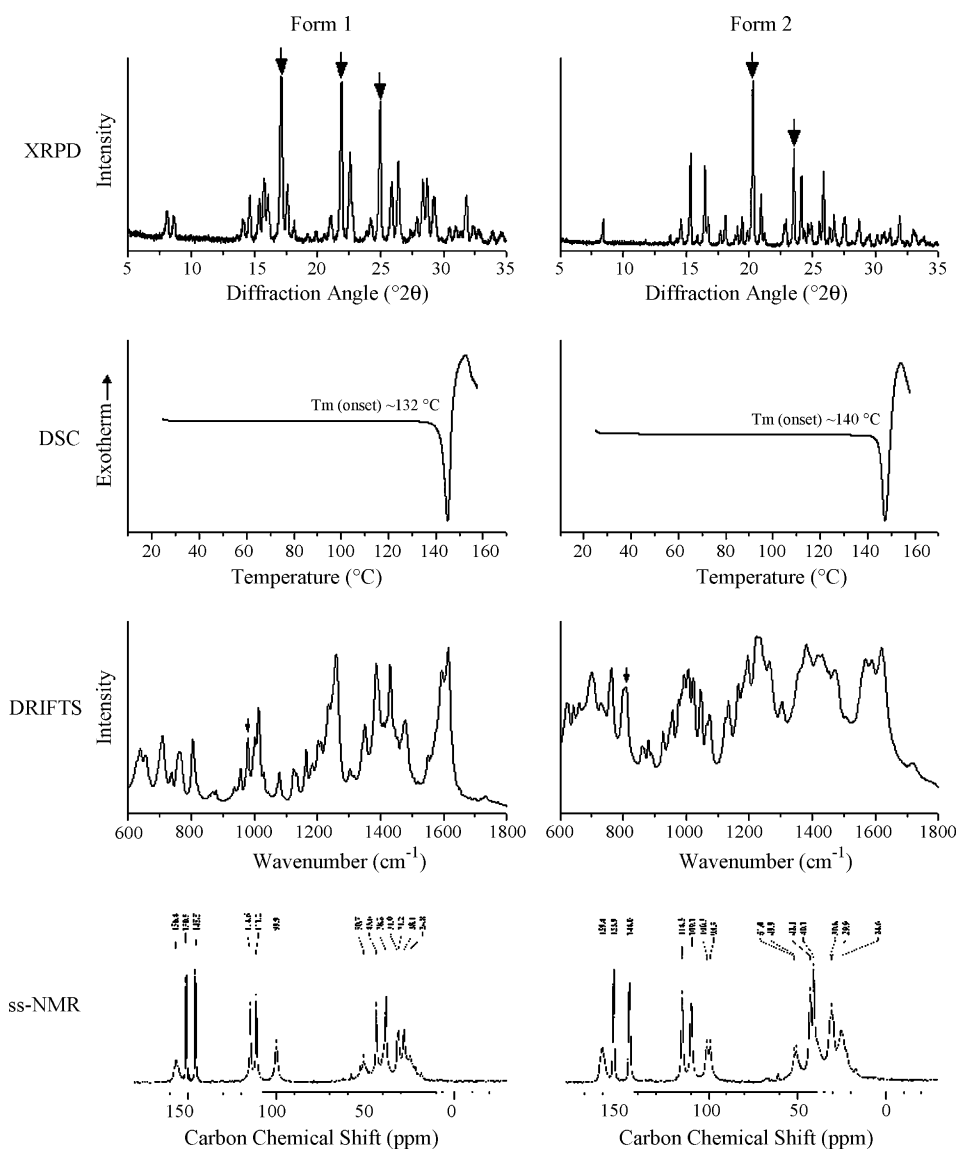 Form 1
Form 2
XRPD
Intensity
5 10 15 20 25 30 35
Diffraction Angle (°2θ)
5 10 15 20 25 30 35
Diffraction Angle (°2θ)
DSC
Exotherm
Tm (onset) ~132 °C
20 40 60 80 100 120 140 160
Temperature (°C)
Tm (onset) ~140 °C
20 40 60 80 100 120 140 160
Temperature (°C)
DRIFTS
Intensity
600 800 1000 1200 1400 1600 1800
Wavenumber (cm-1)
600 800 1000 1200 1400 1600 1800
Wavenumber (cm-1)
ss-NMR
150 100 50 0
Carbon Chemical Shift (ppm)
150 100 50 0
Carbon Chemical Shift (ppm)